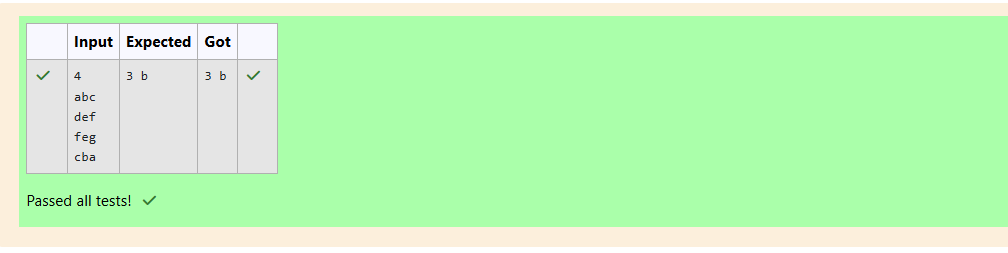 Input Expected Got
4 3 b 3 b
abc
def
feg
cba
Passed all tests!